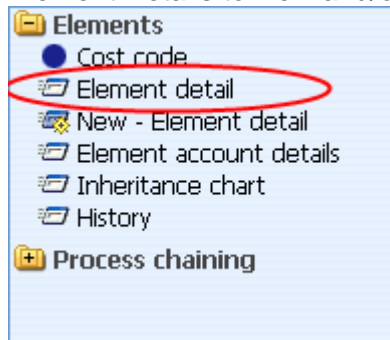 Elements
Cost code
Element detail
New - Element detail
Element account details
Inheritance chart
History
Process chaining